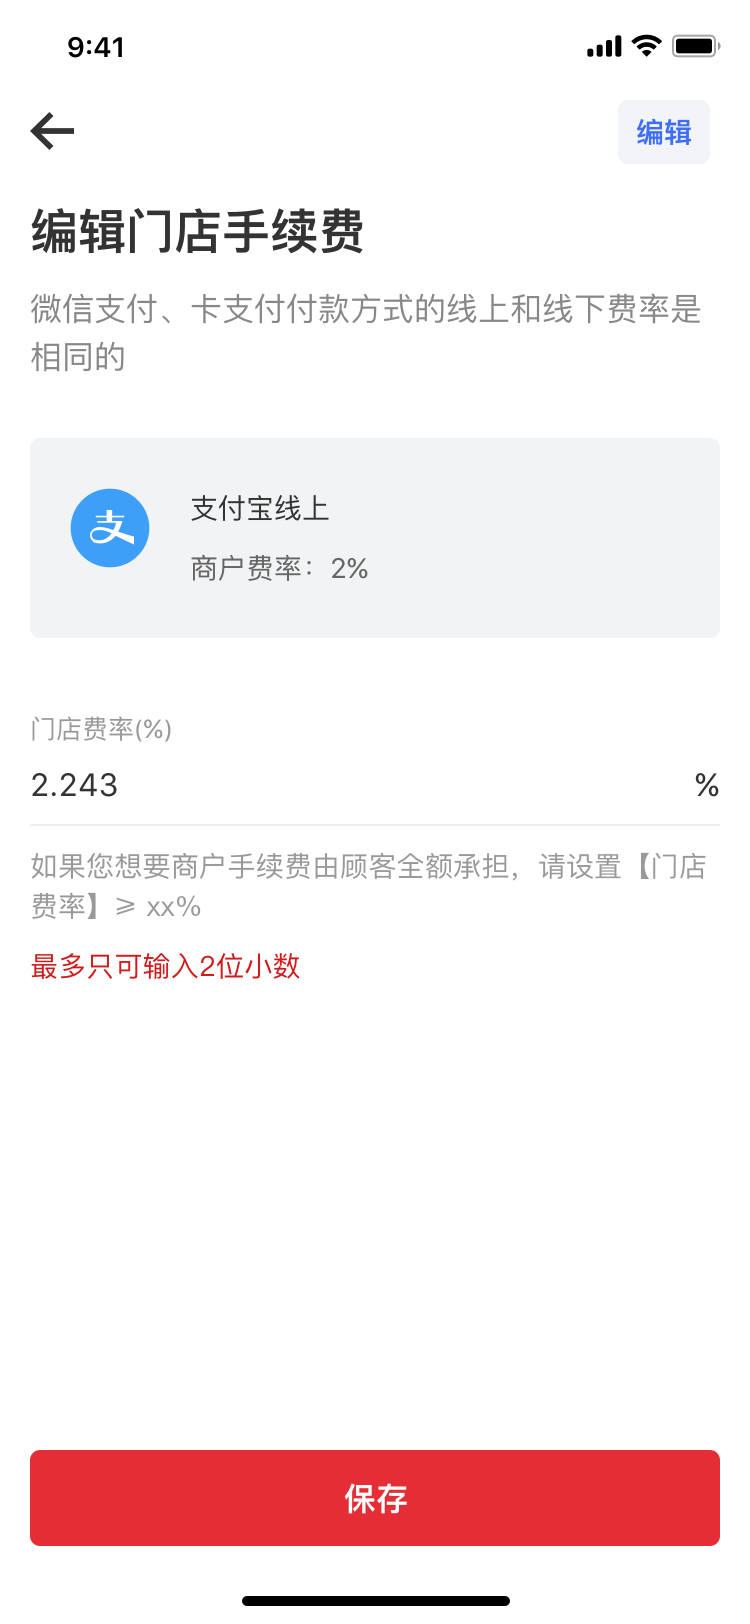 9:41
编辑
编辑门店手续费
微信支付、卡支付付款方式的线上和线下费率是
相同的
支
支付宝线上
商户费率：2%
门店费率(%)
2.243 %
如果您想要商户手续费由顾客全额承担，请设置【门店
费率】≥ xx%
最多只可输入2位小数
保存